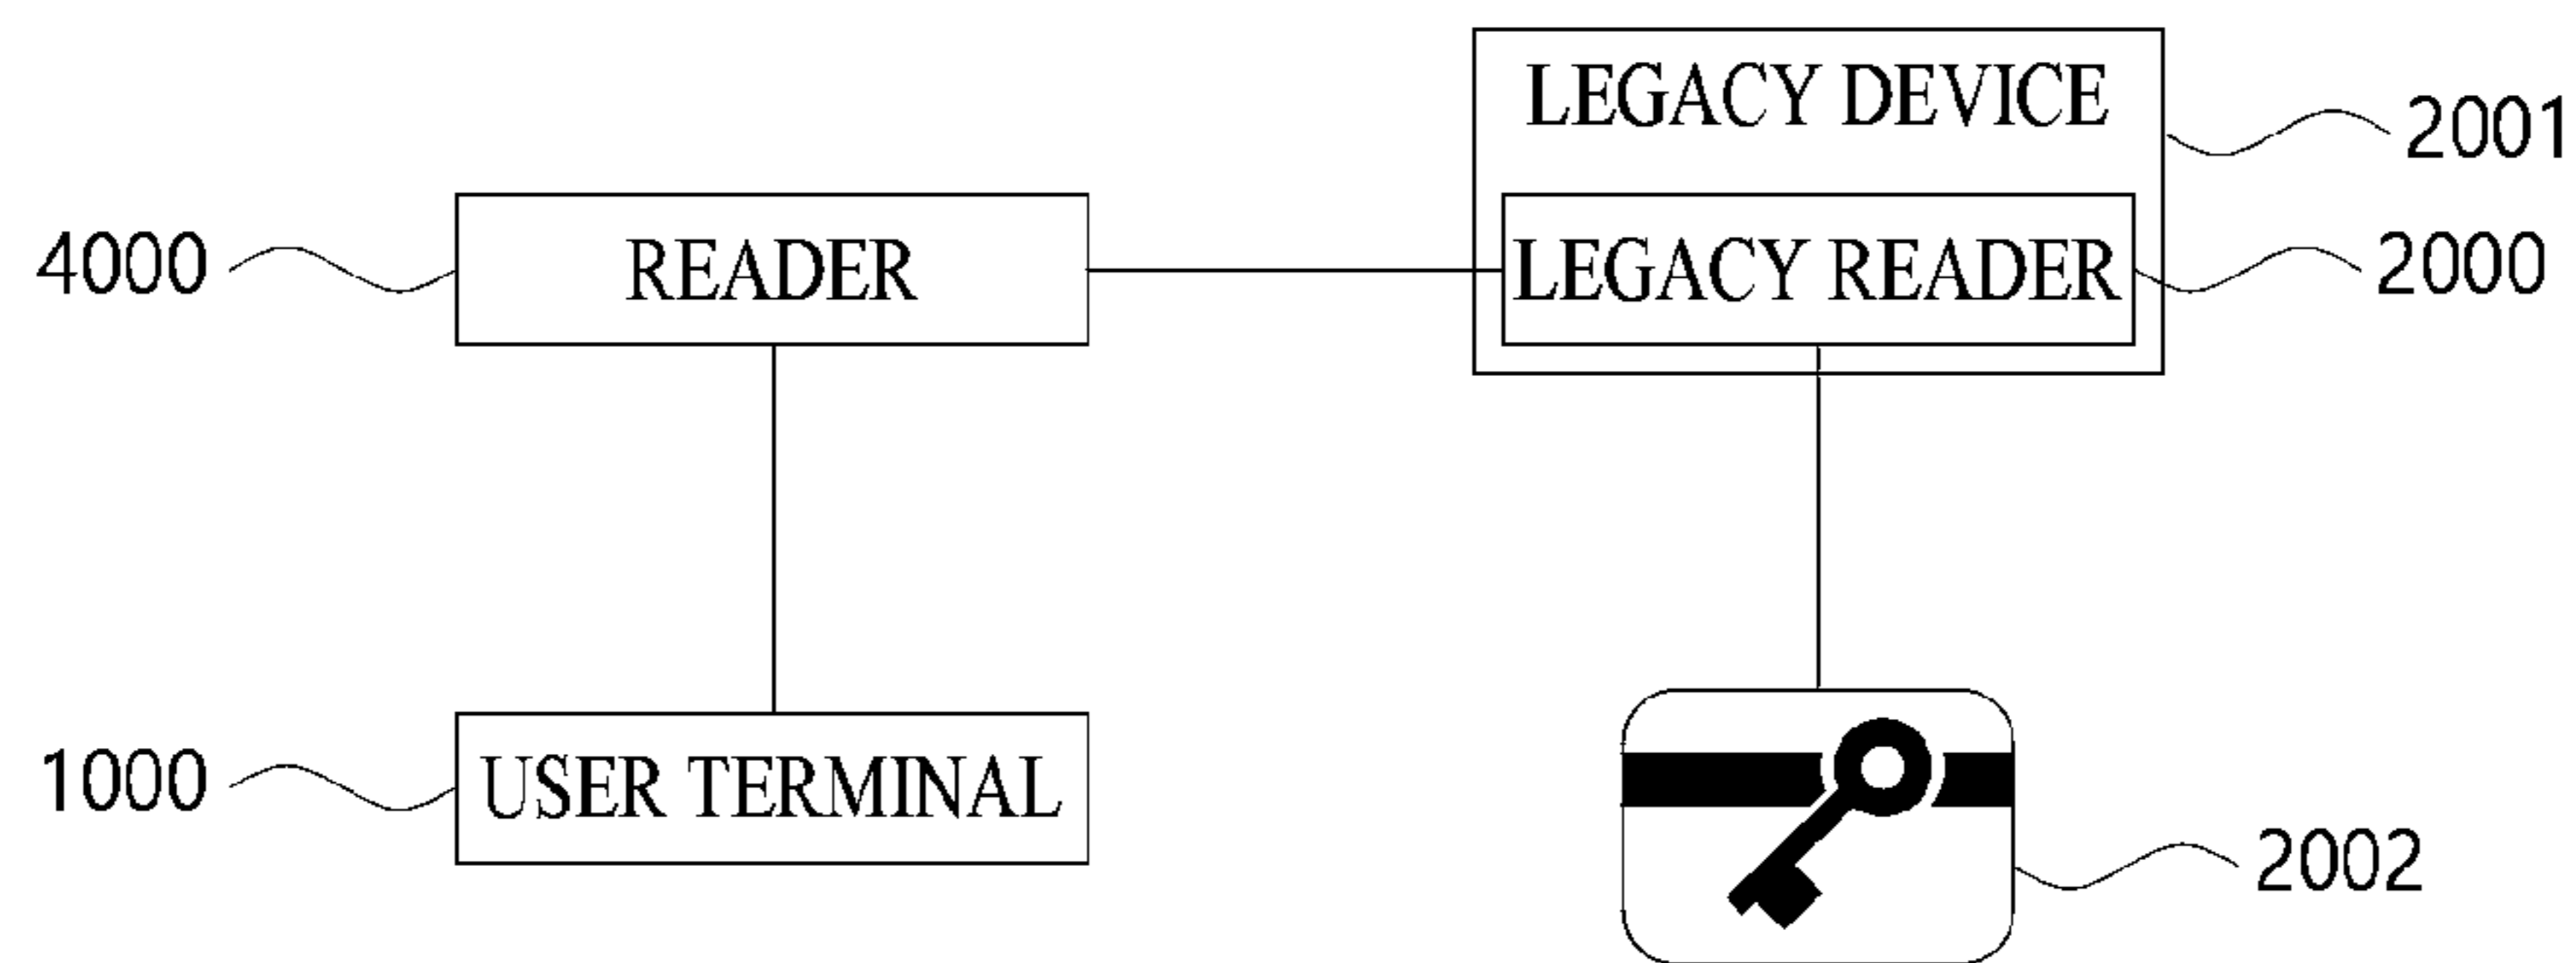 LEGACY DEVICE
2001
4000
READER
LEGACY READER
2000
1000
USER TERMINAL
2002